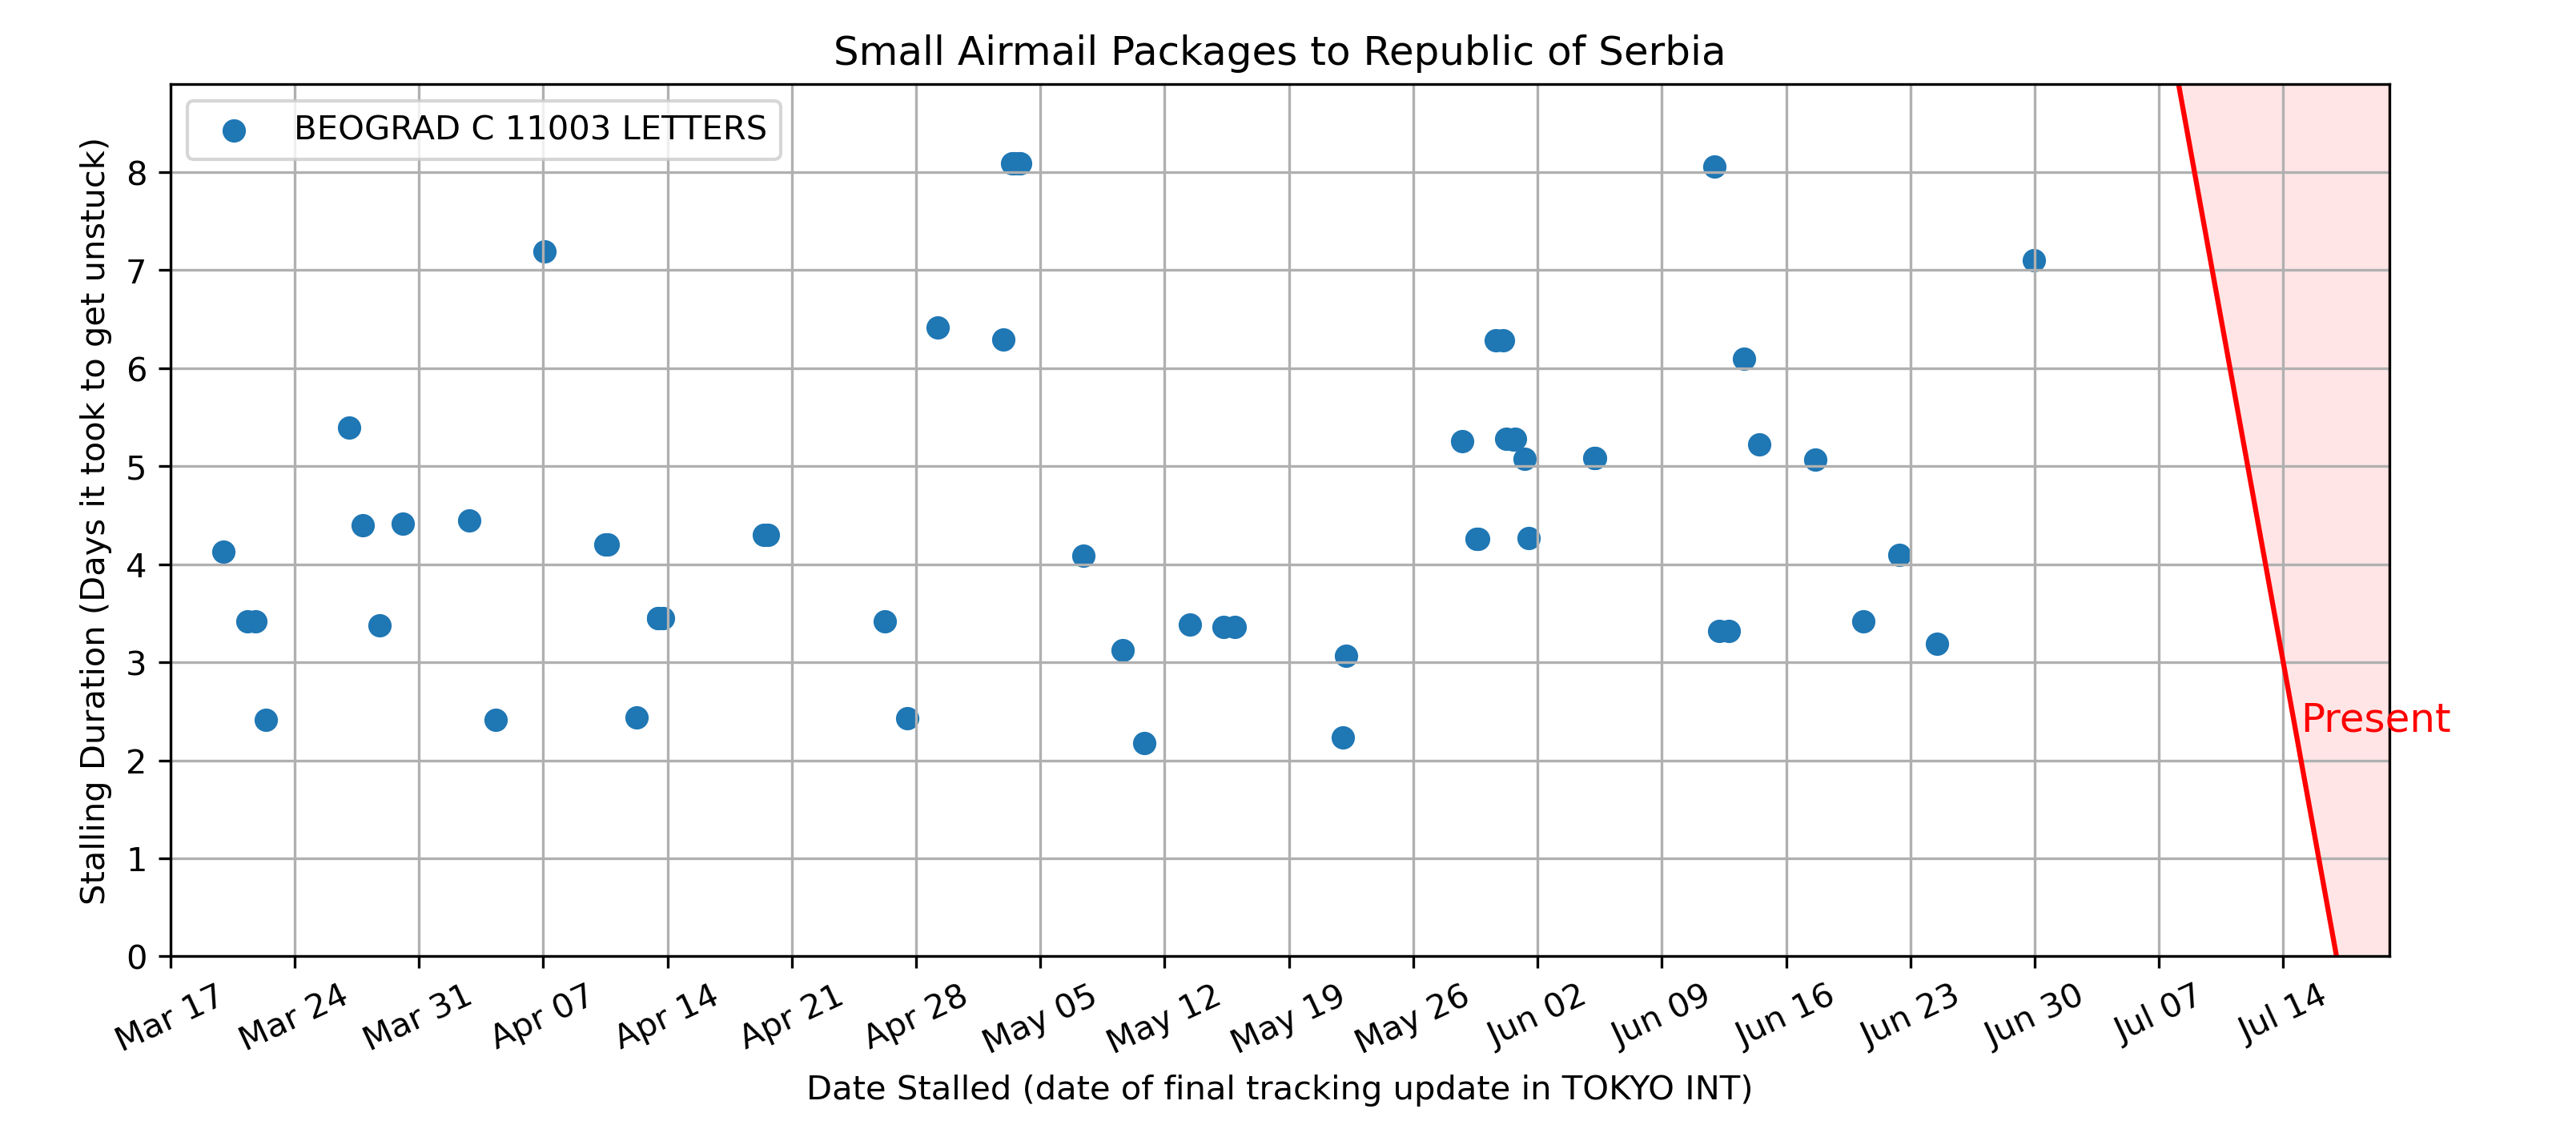 Small Airmail Packages to Republic of Serbia
BEOGRAD C 11003 LETTERS
Stalling Duration (Days it took to get unstuck)
8
7
6
5
4
3
2
1
0
Present
Mar 17
Mar 24
Mar 31
Apr 07
Apr 14
Apr 21
Apr 28
May 05
May 12
May 19
May 26
Jun 02
Jun 09
Jun 16
Jun 23
Jun 30
Jul 07
Jul 14
Date Stalled (date of final tracking update in TOKYO INT)